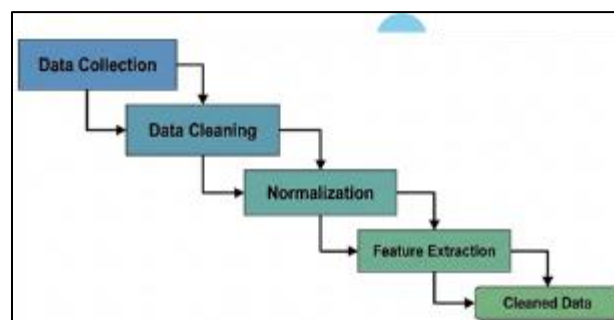 Data Collection
Data Cleaning
Normalization
Feature Extraction
Cleaned Data